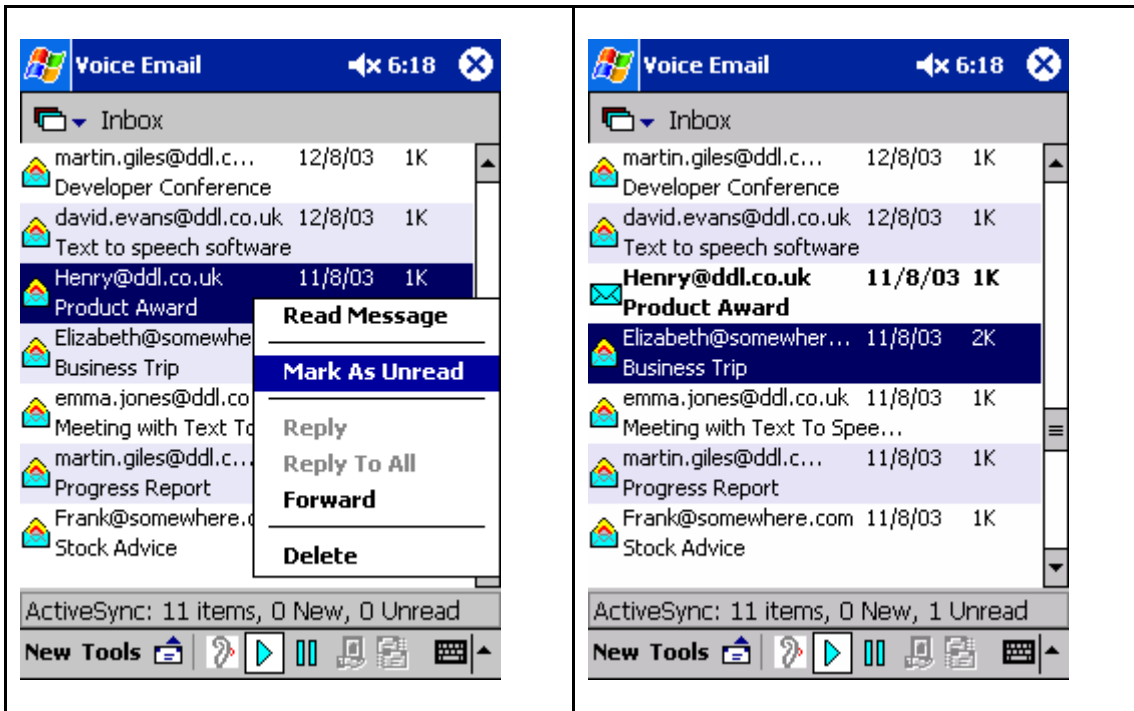 Voice Email 6:18
Inbox
martin.giles@ddl.c... 12/8/03 1K
Developer Conference
david.evans@ddl.co.uk 12/8/03 1K
Text to speech software
Henry@ddl.co.uk 11/8/03 1K
Product Award
Elizabeth@somewhe
Business Trip
emma.jones@ddl.co
Meeting with Text To
martin.giles@ddl.c...
Progress Report
Frank@somewhere.c
Stock Advice
Read Message
Mark As Unread
Reply
Reply To All
Forward
Delete
ActiveSync: 11 items, 0 New, 0 Unread
New Tools
Voice Email 6:18
Inbox
martin.giles@ddl.c... 12/8/03 1K
Developer Conference
david.evans@ddl.co.uk 12/8/03 1K
Text to speech software
Henry@ddl.co.uk 11/8/03 1K
Product Award
Elizabeth@somewher... 11/8/03 2K
Business Trip
emma.jones@ddl.co.uk 11/8/03 1K
Meeting with Text To Spee...
martin.giles@ddl.c... 11/8/03 1K
Progress Report
Frank@somewhere.com 11/8/03 1K
Stock Advice
ActiveSync: 11 items, 0 New, 1 Unread
New Tools